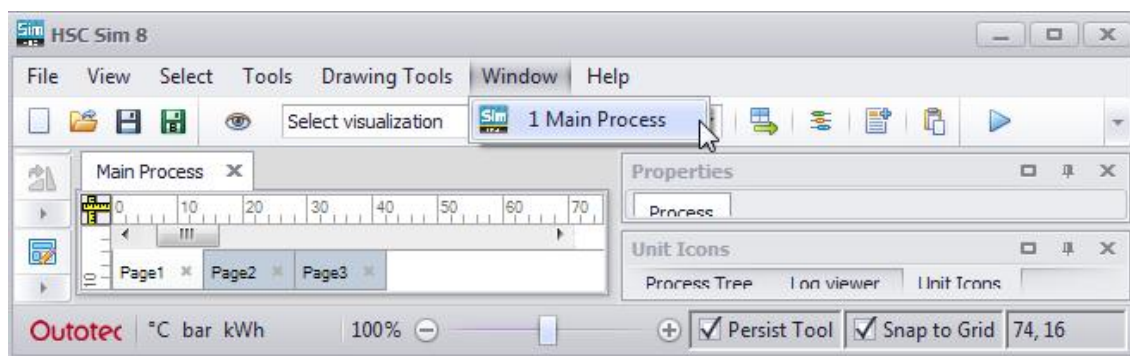 Sim HSC Sim 8
File View Select Tools Drawing Tools Window Help
Select visualization Sim 1 Main Process
Main Process
Properties
0 10 20 30 40 50 60 70
Process
Unit Icons
Page1 Page2 Page3
Process Tree Log viewer Unit Icons
Outotec °C bar kWh 100% Persist Tool Snap to Grid 74, 16